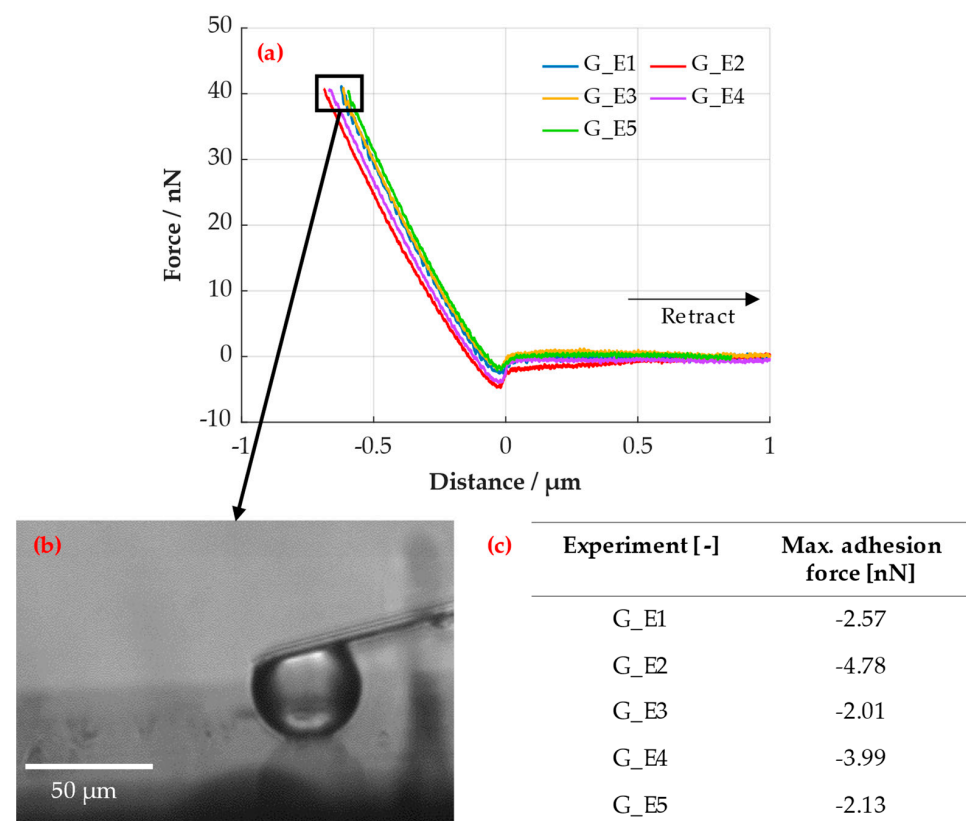 (a)
50
40
30
20
10
0
-10
-1
-0.5
0
0.5
1
Force / nN
Distance / µm
G_E1 G_E2
G_E3 G_E4
G_E5
Retract
(b)
50 µm
(c)
Experiment [-] Max. adhesion
force [nN]
G_E1 -2.57
G_E2 -4.78
G_E3 -2.01
G_E4 -3.99
G_E5 -2.13